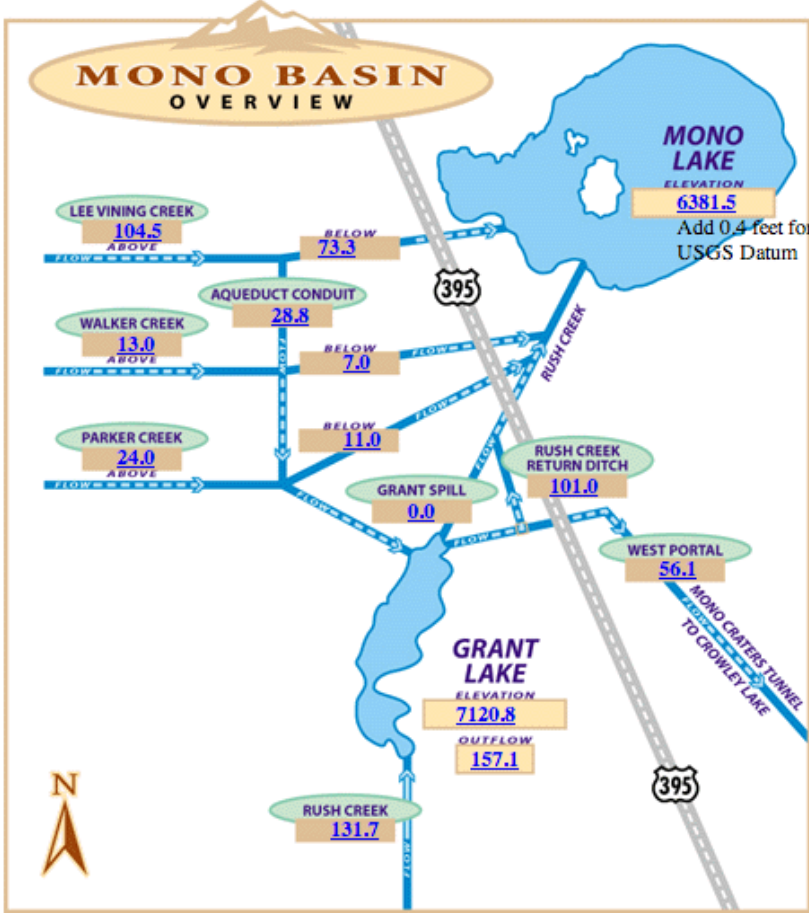 MONO BASIN
OVERVIEW
MONO
LAKE
ELEVATION
6381.5
Add 0.4 feet for
USGS Datum
LEE VINING CREEK
104.5
ABOVE
FLOW
BELOW
73.3
395
AQUEDUCT CONDUIT
28.8
FLOW
WALKER CREEK
13.0
ABOVE
FLOW
BELOW
7.0
FLOW
RUSH CREEK
FLOW
BELOW
11.0
PARKER CREEK
24.0
ABOVE
FLOW
FLOW
RUSH CREEK
RETURN DITCH
101.0
GRANT SPILL
0.0
FLOW
FLOW
WEST PORTAL
56.1
FLOW
MONO CRATERS TUNNEL
TO CROWLEY LAKE
GRANT
LAKE
ELEVATION
7120.8
OUTFLOW
157.1
395
N
RUSH CREEK
131.7
FLOW